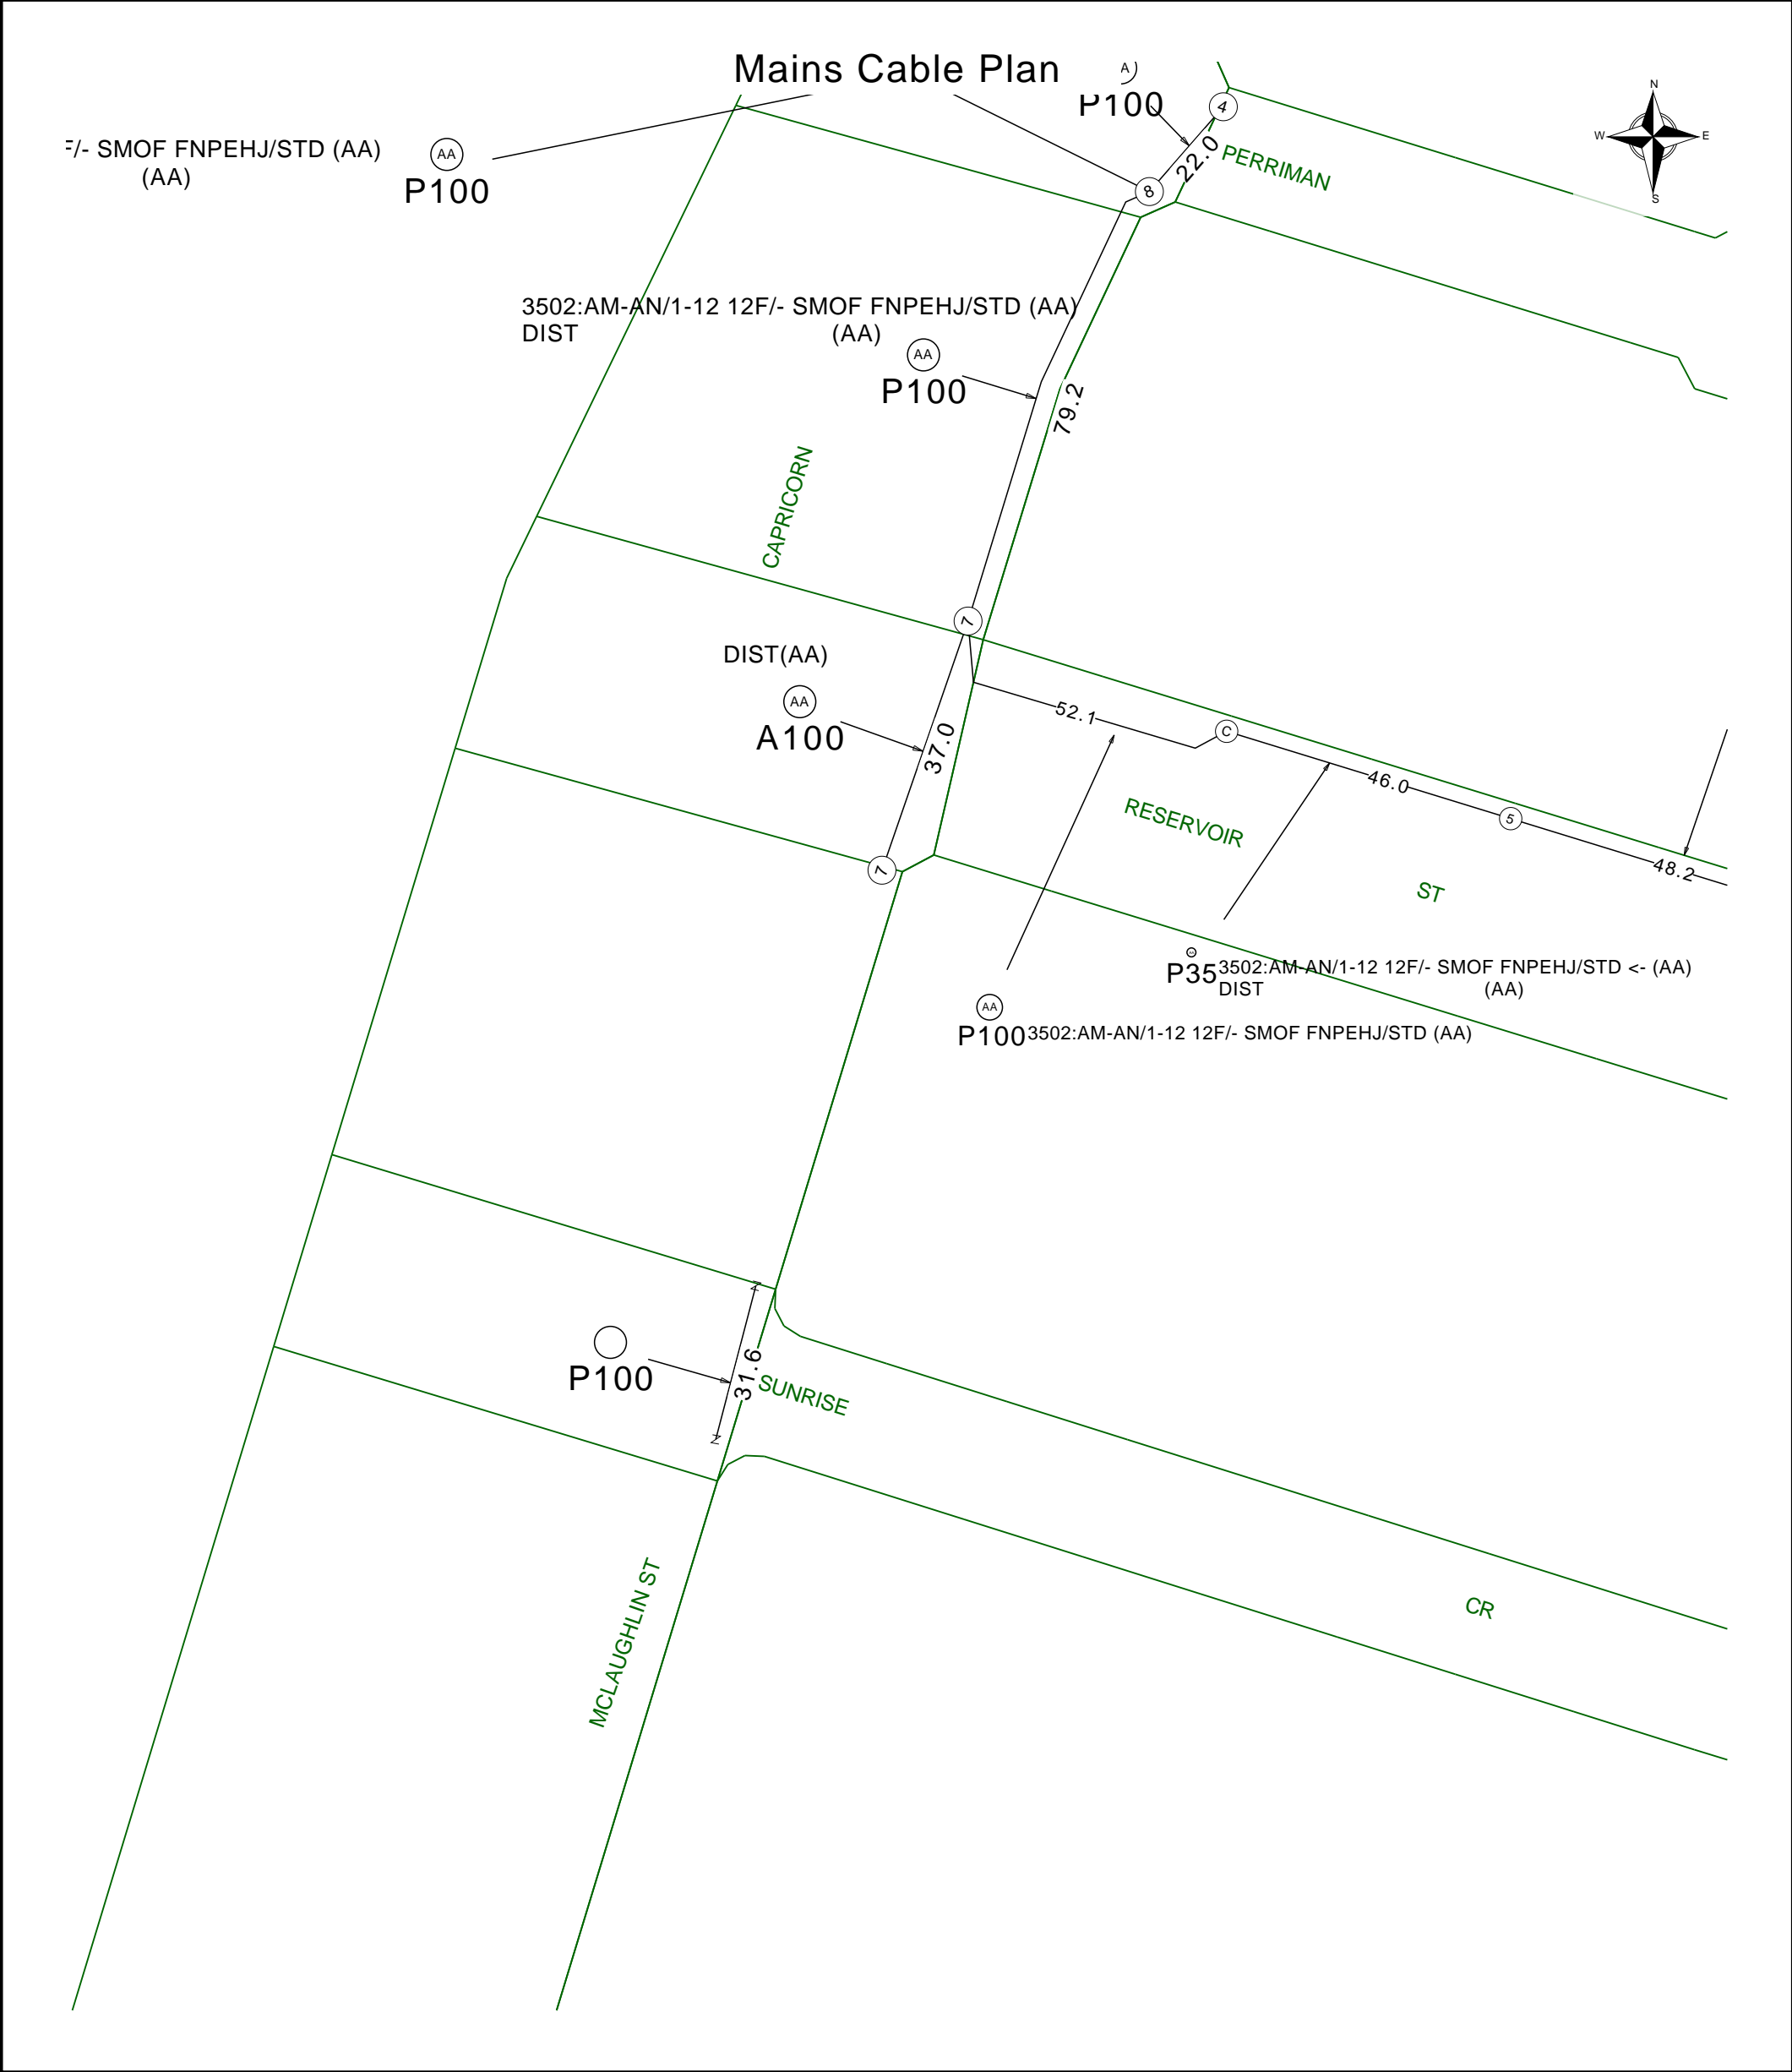 Mains Cable Plan
A
P100
4
N
W
E
S
F/- SMOF FNPEHJ/STD (AA)
(AA)
AA
P100
22.0
PERRIMAN
8
3502:AM-AN/1-12 12F/- SMOF FNPEHJ/STD (AA)
DIST (AA)
AA
P100
79.2
CAPRICORN
7
DIST(AA)
AA
A100
37.0
52.1
C
46.0
5
48.2
RESERVOIR
ST
7
P35
3502:AM-AN/1-12 12F/- SMOF FNPEHJ/STD <- (AA)
DIST (AA)
AA
P100
3502:AM-AN/1-12 12F/- SMOF FNPEHJ/STD (AA)
Z
P100
31.6
SUNRISE
Z
MCLAUGHLIN ST
CR